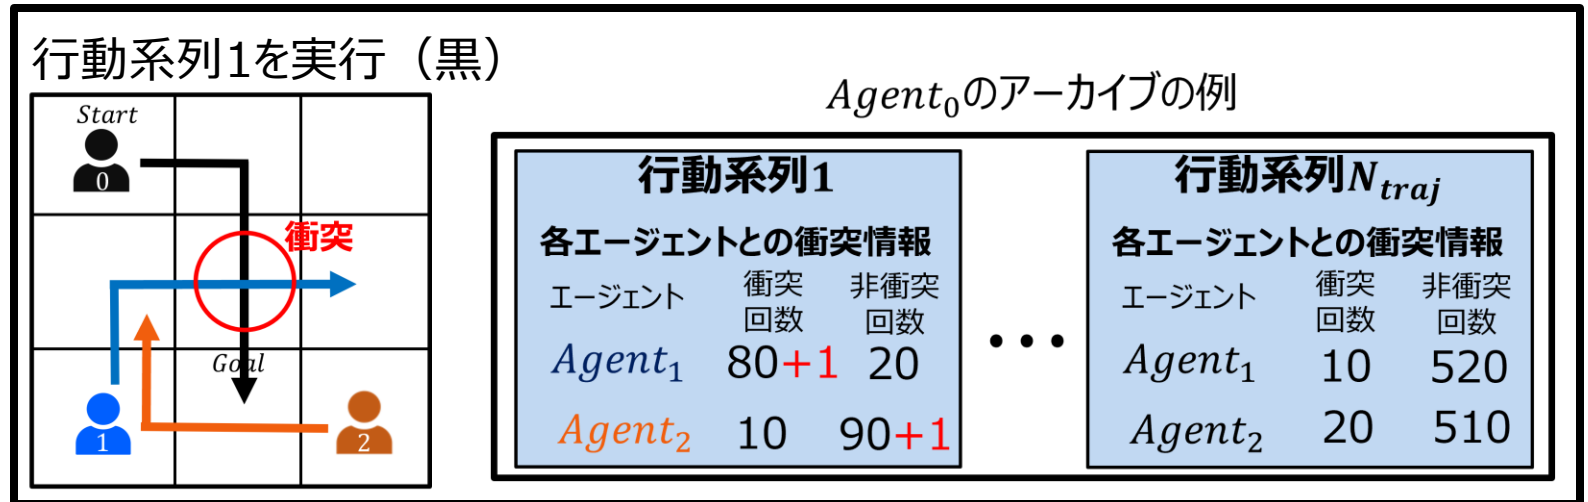 行動系列1を実行（黒）
Start
0
衝突
Goal
1
2
Agent₀のアーカイブの例
行動系列1
各エージェントとの衝突情報
エージェント 衝突回数 非衝突回数
Agent₁ 80+1 20
Agent₂ 10 90+1
• • •
行動系列N_traj
各エージェントとの衝突情報
エージェント 衝突回数 非衝突回数
Agent₁ 10 520
Agent₂ 20 510